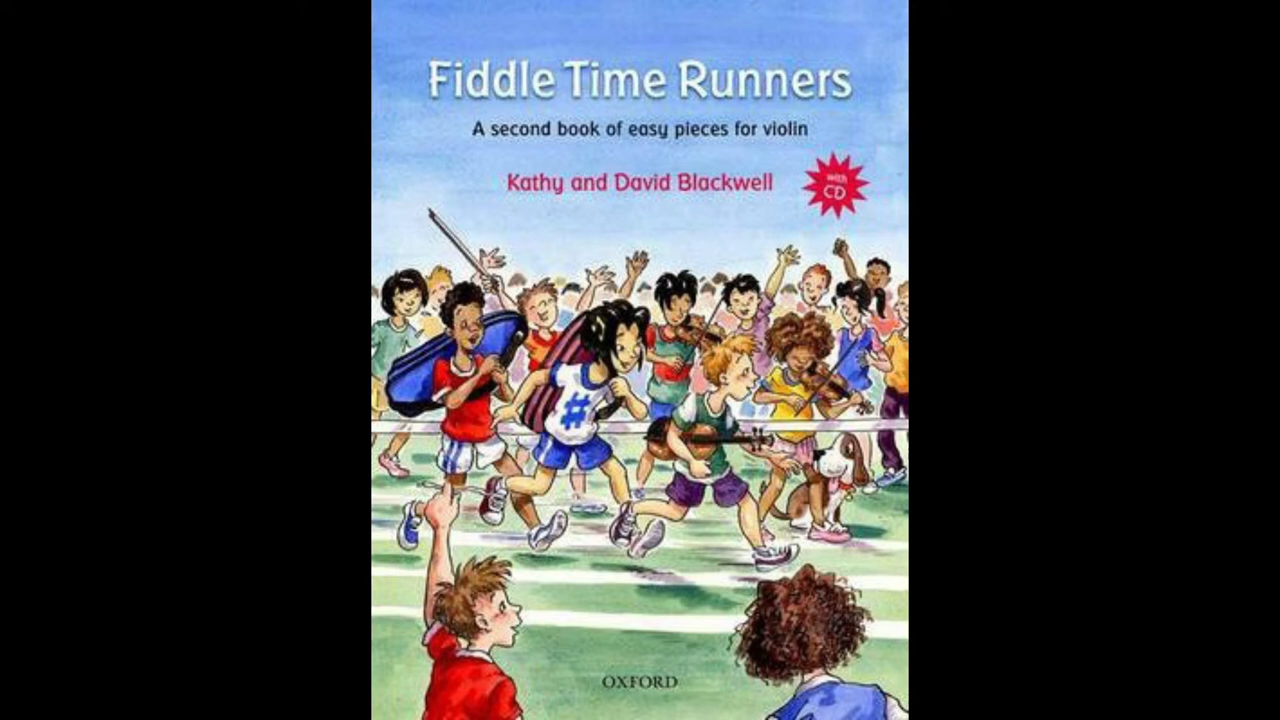 Fiddle Time Runners
A second book of easy pieces for violin
Kathy and David Blackwell
with
CD
#
OXFORD